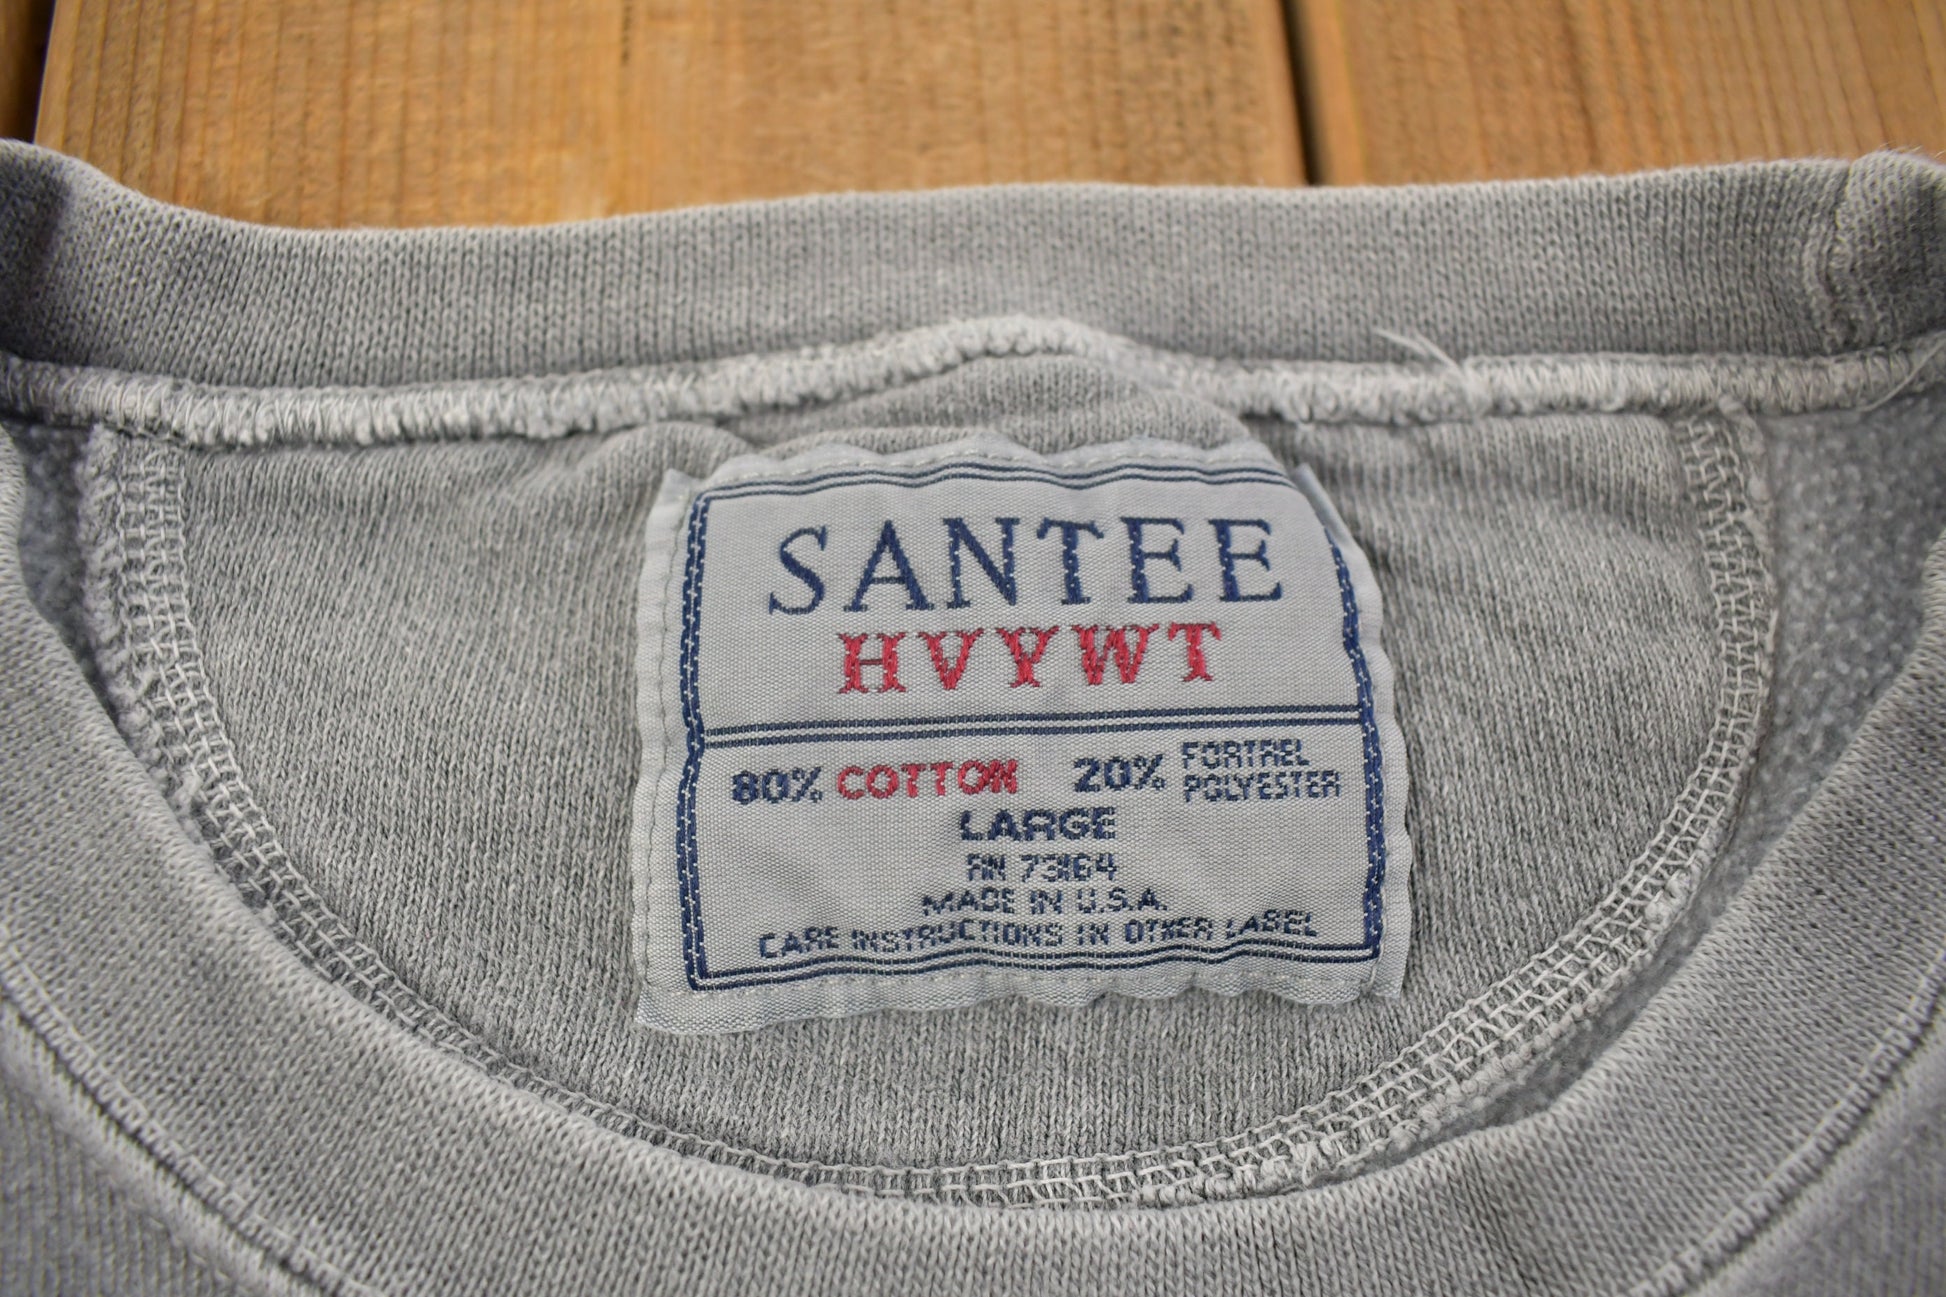 SANTEE
HVYWT
80% COTTON 20% FORTREL POLYESTER
LARGE
RN 73164
MADE IN U.S.A.
CARE INSTRUCTIONS IN OTHER LABEL